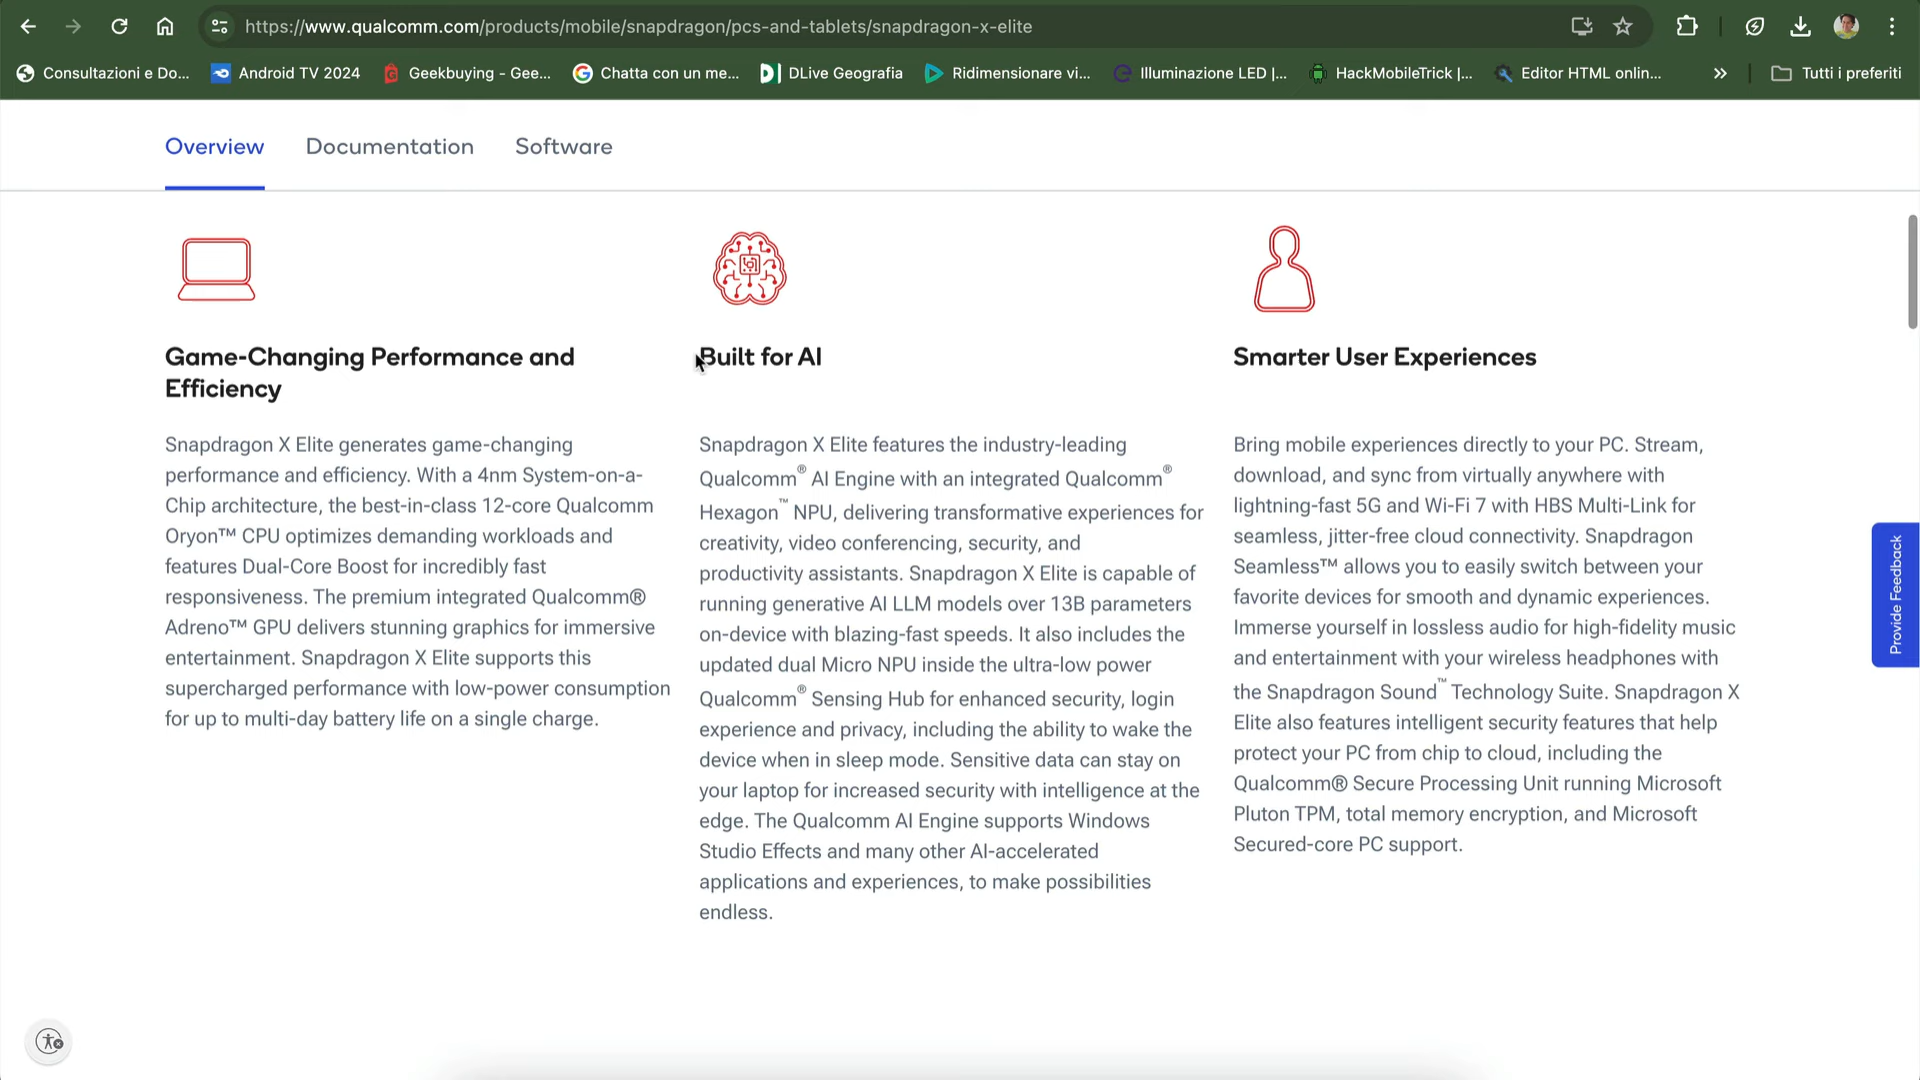 https://www.qualcomm.com/products/mobile/snapdragon/pcs-and-tablets/snapdragon-x-elite
Consultazioni e Do...
Android TV 2024
Geekbuying - Gee...
Chatta con un me...
DLive Geografia
Ridimensionare vi...
Illuminazione LED |...
HackMobileTrick |...
Editor HTML onlin...
Tutti i preferiti
Overview
Documentation
Software
Game-Changing Performance and
Efficiency
Snapdragon X Elite generates game-changing
performance and efficiency. With a 4nm System-on-a-
Chip architecture, the best-in-class 12-core Qualcomm
Oryon™ CPU optimizes demanding workloads and
features Dual-Core Boost for incredibly fast
responsiveness. The premium integrated Qualcomm®
Adreno™ GPU delivers stunning graphics for immersive
entertainment. Snapdragon X Elite supports this
supercharged performance with low-power consumption
for up to multi-day battery life on a single charge.
Built for AI
Snapdragon X Elite features the industry-leading
Qualcomm® AI Engine with an integrated Qualcomm®
Hexagon™ NPU, delivering transformative experiences for
creativity, video conferencing, security, and
productivity assistants. Snapdragon X Elite is capable of
running generative AI LLM models over 13B parameters
on-device with blazing-fast speeds. It also includes the
updated dual Micro NPU inside the ultra-low power
Qualcomm® Sensing Hub for enhanced security, login
experience and privacy, including the ability to wake the
device when in sleep mode. Sensitive data can stay on
your laptop for increased security with intelligence at the
edge. The Qualcomm AI Engine supports Windows
Studio Effects and many other AI-accelerated
applications and experiences, to make possibilities
endless.
Smarter User Experiences
Bring mobile experiences directly to your PC. Stream,
download, and sync from virtually anywhere with
lightning-fast 5G and Wi-Fi 7 with HBS Multi-Link for
seamless, jitter-free cloud connectivity. Snapdragon
Seamless™ allows you to easily switch between your
favorite devices for smooth and dynamic experiences.
Immerse yourself in lossless audio for high-fidelity music
and entertainment with your wireless headphones with
the Snapdragon Sound™ Technology Suite. Snapdragon X
Elite also features intelligent security features that help
protect your PC from chip to cloud, including the
Qualcomm® Secure Processing Unit running Microsoft
Pluton TPM, total memory encryption, and Microsoft
Secured-core PC support.
Provide Feedback